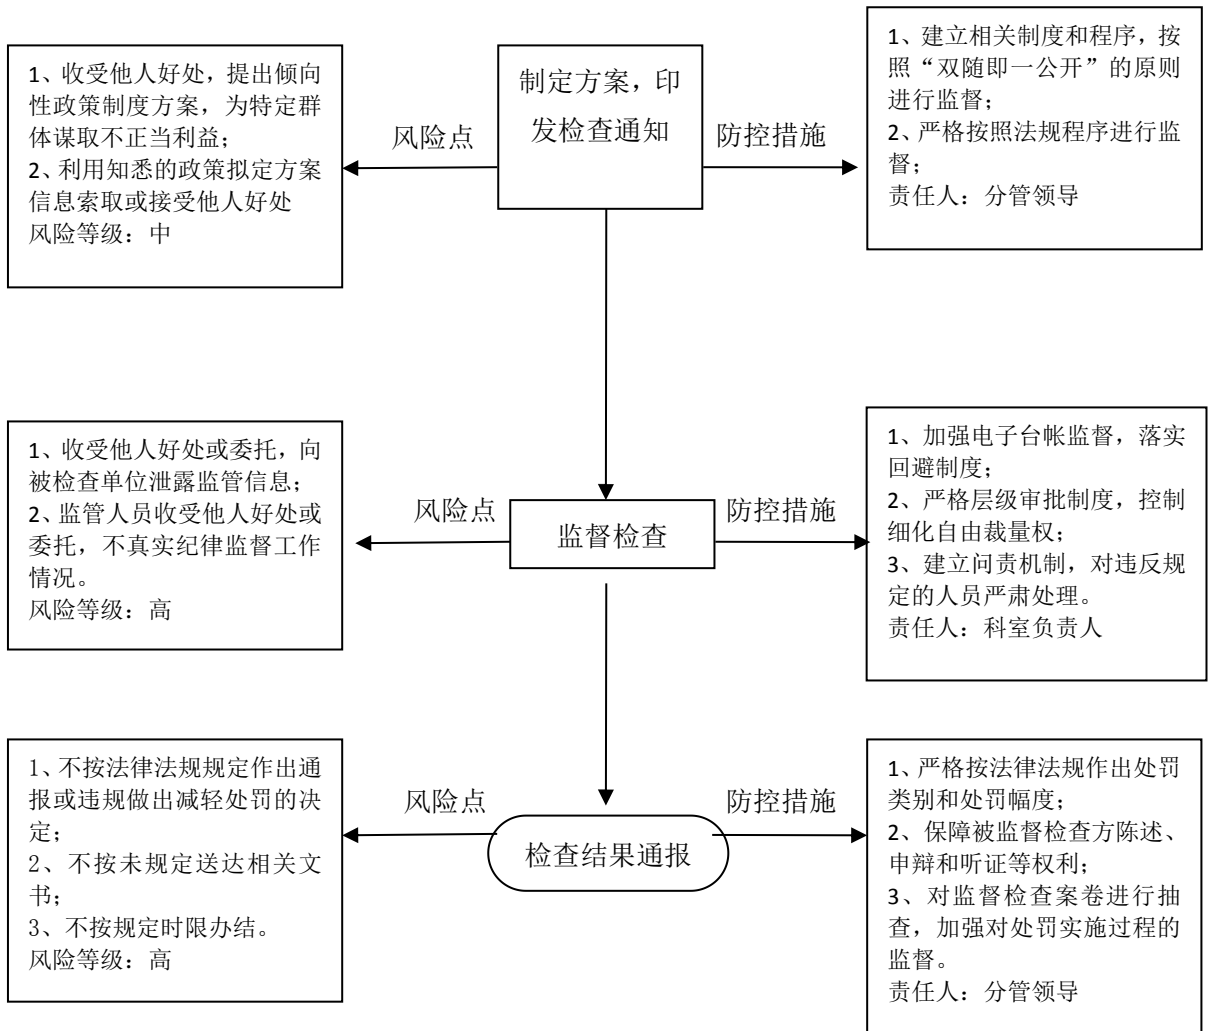 1、收受他人好处，提出倾向
性政策制度方案，为特定群
体谋取不正当利益；
2、利用知悉的政策拟定方案
信息索取或接受他人好处
风险等级：中
风险点
制定方案，印
发检查通知
防控措施
1、建立相关制度和程序，按
照“双随即一公开”的原则
进行监督；
2、严格按照法规程序进行监
督；
责任人：分管领导
1、收受他人好处或委托，向
被检查单位泄露监管信息；
2、监管人员收受他人好处或
委托，不真实纪律监督工作
情况。
风险等级：高
风险点
监督检查
防控措施
1、加强电子台帐监督，落实
回避制度；
2、严格层级审批制度，控制
细化自由裁量权；
3、建立问责机制，对违反规
定的人员严肃处理。
责任人：科室负责人
1、不按法律法规规定作出通
报或违规做出减轻处罚的决
定；
2、不按未规定送达相关文
书；
3、不按规定时限办结。
风险等级：高
风险点
检查结果通报
防控措施
1、严格按法律法规作出处罚
类别和处罚幅度；
2、保障被监督检查方陈述、
申辩和听证等权利；
3、对监督检查案卷进行抽
查，加强对处罚实施过程的
监督。
责任人：分管领导